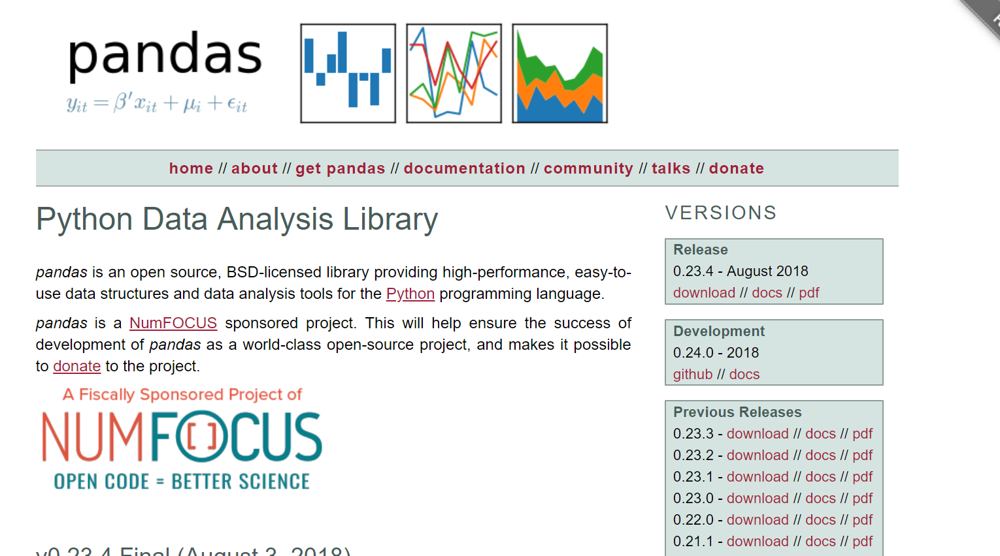 pandas
y_{it} = β′x_{it} + μ_i + ϵ_{it}
home // about // get pandas // documentation // community // talks // donate
Python Data Analysis Library
pandas is an open source, BSD-licensed library providing high-performance, easy-to-
use data structures and data analysis tools for the Python programming language.
pandas is a NumFOCUS sponsored project. This will help ensure the success of
development of pandas as a world-class open-source project, and makes it possible
to donate to the project.
A Fiscally Sponsored Project of
NUMFOCUS
OPEN CODE = BETTER SCIENCE
v0.23.4 Final (August 3, 2018)
VERSIONS
Release
0.23.4 - August 2018
download // docs // pdf
Development
0.24.0 - 2018
github // docs
Previous Releases
0.23.3 - download // docs // pdf
0.23.2 - download // docs // pdf
0.23.1 - download // docs // pdf
0.23.0 - download // docs // pdf
0.22.0 - download // docs // pdf
0.21.1 - download // docs // pdf